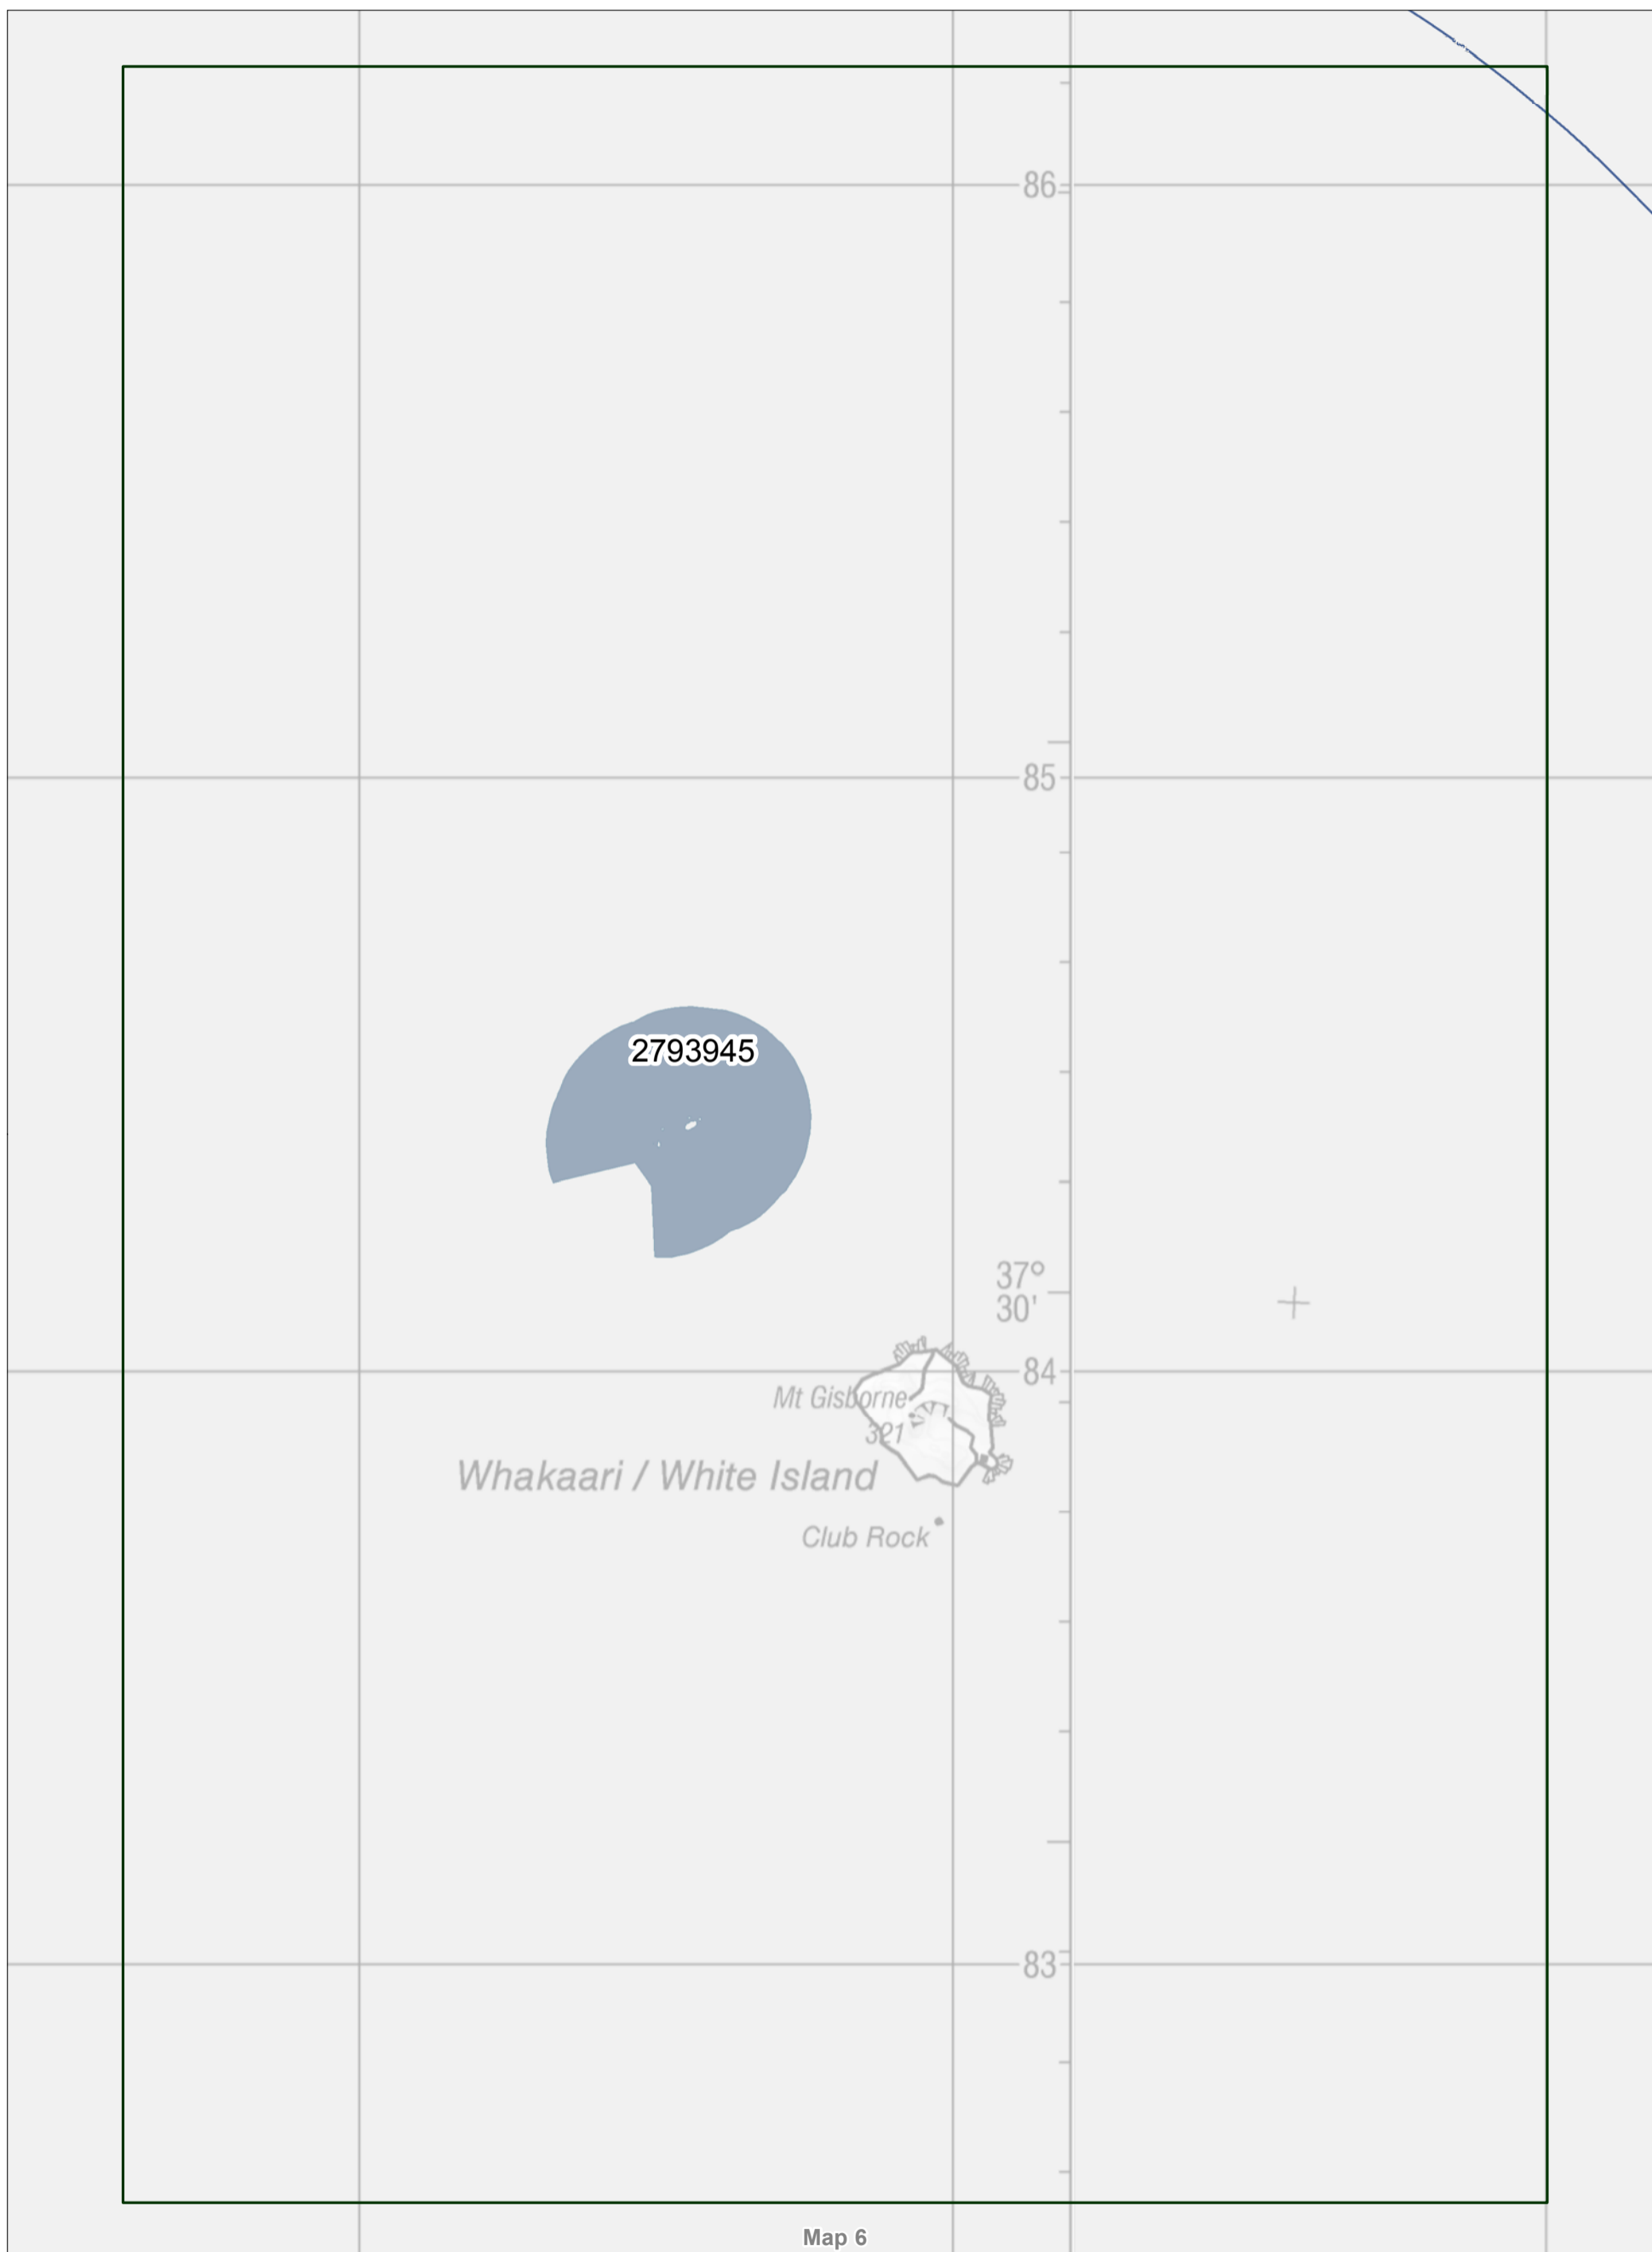 86
85
2793945
37°
30'
84
Mt Gisborne
321
Whakaari / White Island
Club Rock
83
Map 6